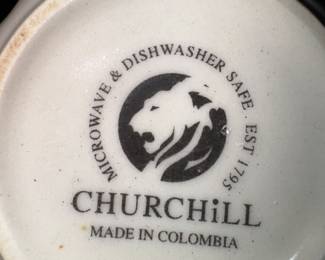 MICROWAVE & DISHWASHER SAFE · EST 1795
CHURCHiLL
MADE IN COLOMBIA